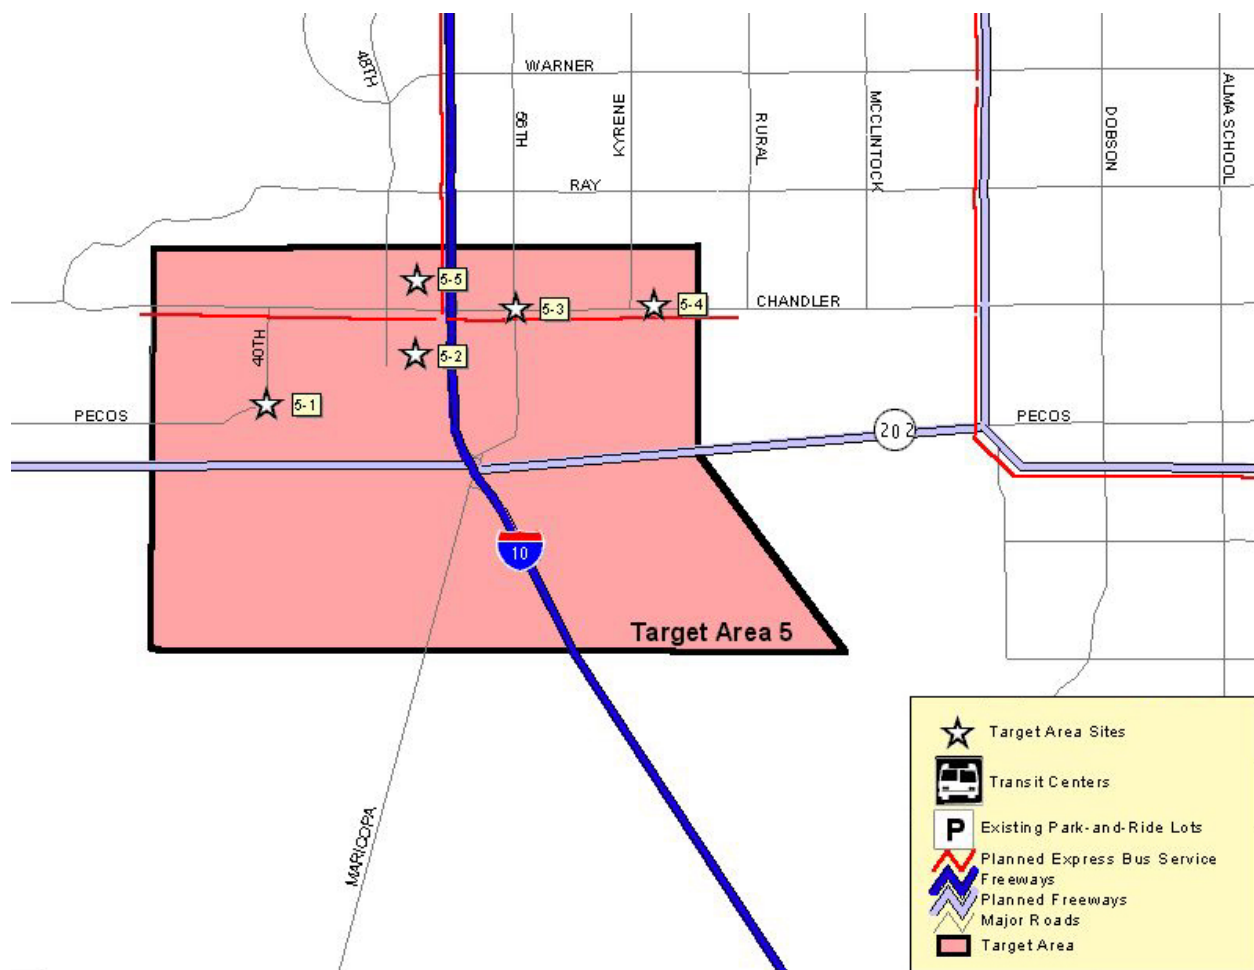 48TH
WARNER
56TH
KYRENE
RURAL
MCCLINTOCK
DOBSON
ALMA SCHOOL
RAY
5-5
5-3
5-4
CHANDLER
40TH
5-2
5-1
PECOS
202
PECOS
10
Target Area 5
MARICOPA
Target Area Sites
Transit Centers
P
Existing Park-and-Ride Lots
Planned Express Bus Service
Freeways
Planned Freeways
Major Roads
Target Area